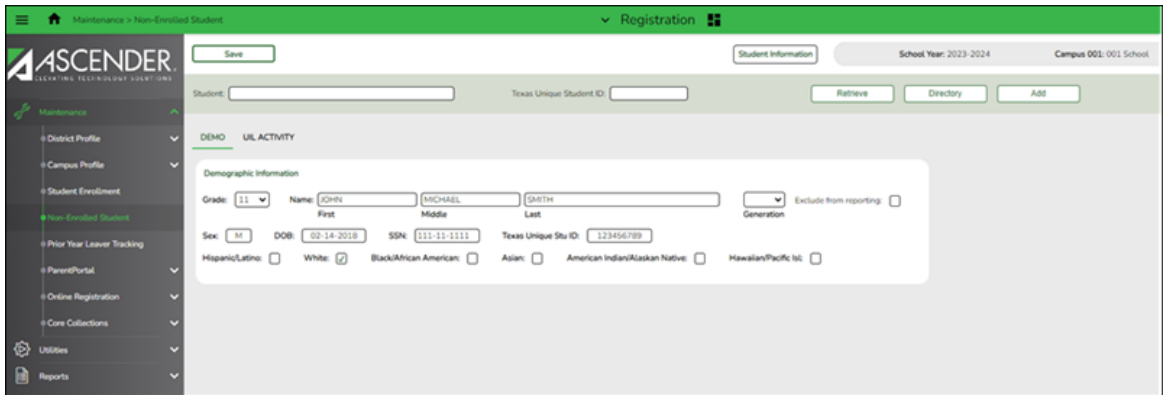 Maintenance > Non-Enrolled Student
Registration
ASCENDER
ELEVATING TECHNOLOGY SOLUTIONS
Save
Student Information
School Year: 2023-2024
Campus 001: 001 School
Student:
Texas Unique Student ID:
Retrieve
Directory
Add
Maintenance
District Profile
Campus Profile
Student Enrollment
Non-Enrolled Student
Prior Year Leaver Tracking
ParentPortal
Online Registration
Core Collections
Utilities
Reports
DEMO
UIL ACTIVITY
Demographic Information
Grade: 11 Name: JOHN MICHAEL SMITH Exclude from reporting:
First Middle Last Generation
Sex: M DOB: 02-14-2018 SSN: 111-11-1111 Texas Unique Stu ID: 123456789
Hispanic/Latino: White: Black/African American: Asian: American Indian/Alaskan Native: Hawaiian/Pacific Isl: